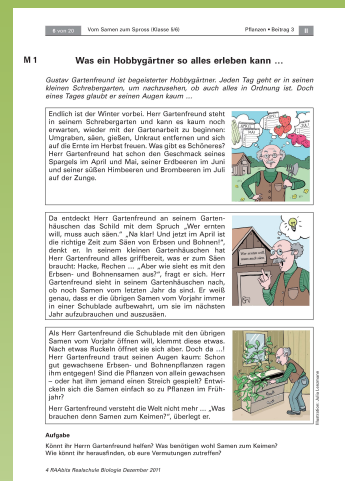 8 von 20
Vom Samen zum Spross (Klasse 5/6)
Pflanzen • Beitrag 3
II
M 1
Was ein Hobbygärtner so alles erleben kann …
Gustav Gartenfreund ist begeisterter Hobbygärtner. Jeden Tag geht er in seinen
kleinen Schrebergarten, um nachzusehen, ob auch alles in Ordnung ist. Doch
eines Tages glaubt er seinen Augen kaum …
Endlich ist der Winter vorbei. Herr Gartenfreund steht
in seinem Schrebergarten und kann es kaum noch
erwarten, wieder mit der Gartenarbeit zu beginnen:
Umgraben, säen, gießen, Unkraut entfernen und sich
auf die Ernte im Herbst freuen. Was gibt es Schöneres?
Herr Gartenfreund hat schon den Geschmack seines
Spargels im April und Mai, seiner Erdbeeren im Juni
und seiner süßen Himbeeren und Brombeeren im Juli
auf der Zunge.
Da entdeckt Herr Gartenfreund an seinem Garten-
häuschen das Schild mit dem Spruch „Wer ernten
will, muss auch säen.“ „Na klar! Und jetzt im April ist
die richtige Zeit zum Säen von Erbsen und Bohnen!“,
denkt er. In seinem kleinen Gartenhäuschen hat
Herr Gartenfreund alles griffbereit, was er zum Säen
braucht: Hacke, Rechen … „Aber wie sieht es mit den
Erbsen- und Bohnensamen aus?“, fragt er sich. Herr
Gartenfreund sieht in seinem Gartenhäuschen nach,
ob noch Samen vom letzten Jahr da sind. Er weiß
genau, dass er die übrigen Samen vom Vorjahr immer
in einer Schublade aufbewahrt, um sie im nächsten
Jahr aufzubrauchen und auszusäen.
Als Herr Gartenfreund die Schublade mit den übrigen
Samen vom Vorjahr öffnen will, klemmt diese etwas.
Nach etwas Ruckeln öffnet sie sich aber. Doch da …!
Herr Gartenfreund traut seinen Augen kaum: Schon
gut gewachsene Erbsen- und Bohnenpflanzen ragen
ihm entgegen! Sind die Pflanzen von allein gewachsen
– oder hat ihm jemand einen Streich gespielt? Entwi-
ckeln sich die Samen einfach so zu Pflanzen im Früh-
jahr?
Herr Gartenfreund versteht die Welt nicht mehr … „Was
brauchen denn Samen zum Keimen?“, überlegt er.
Illustration: Julia Lenzmann
Aufgabe
Könnt ihr Herrn Gartenfreund helfen? Was benötigen wohl Samen zum Keimen?
Wie könnt ihr herausfinden, ob eure Vermutungen zutreffen?
4 RAAbits Realschule Biologie Dezember 2011